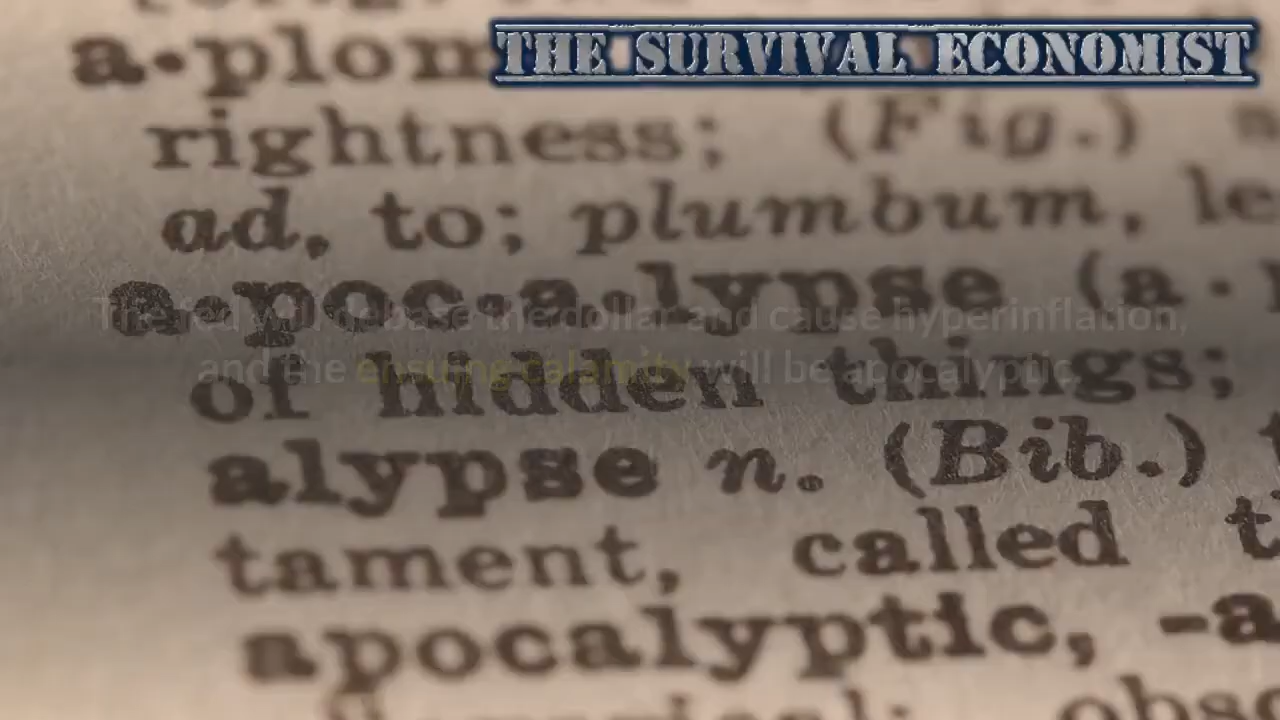 THE SURVIVAL ECONOMIST
a·plom
rightness; (Fig.) a
ad, to; plumbum, le
a·poc·a·lypse (a·
The fed will debase the dollar and cause hyperinflation,
of hidden things;
and the ensuing calamity will be apocalyptic.
alypse n. (Bib.)
tament, called
apocalyptic, -a